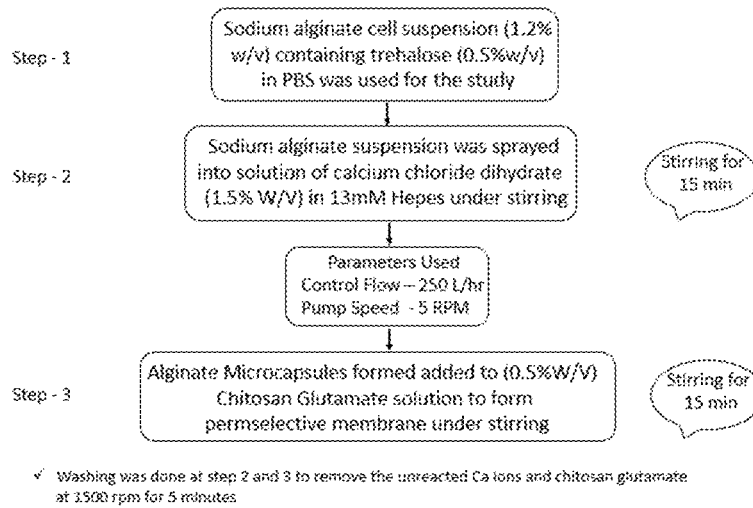 Sodium alginate cell suspension (1.2%
Step - 1
w/v) containing trehalose (0.5%w/v)
in PBS was used for the study
Sodium alginate suspension was sprayed
Step - 2
into solution of calcium chloride dihydrate
(1.5% W/V) in 13mM Hepes under stirring
Stirring for
15 min
Parameters Used
Control Flow – 250 L/hr
Pump Speed - 5 RPM
Alginate Microcapsules formed added to (0.5%W/V)
Step - 3
Chitosan Glutamate solution to form
permselective membrane under stirring
Stirring for
15 min
✓ Washing was done at step 2 and 3 to remove the unreacted Ca ions and chitosan glutamate
at 1500 rpm for 5 minutes